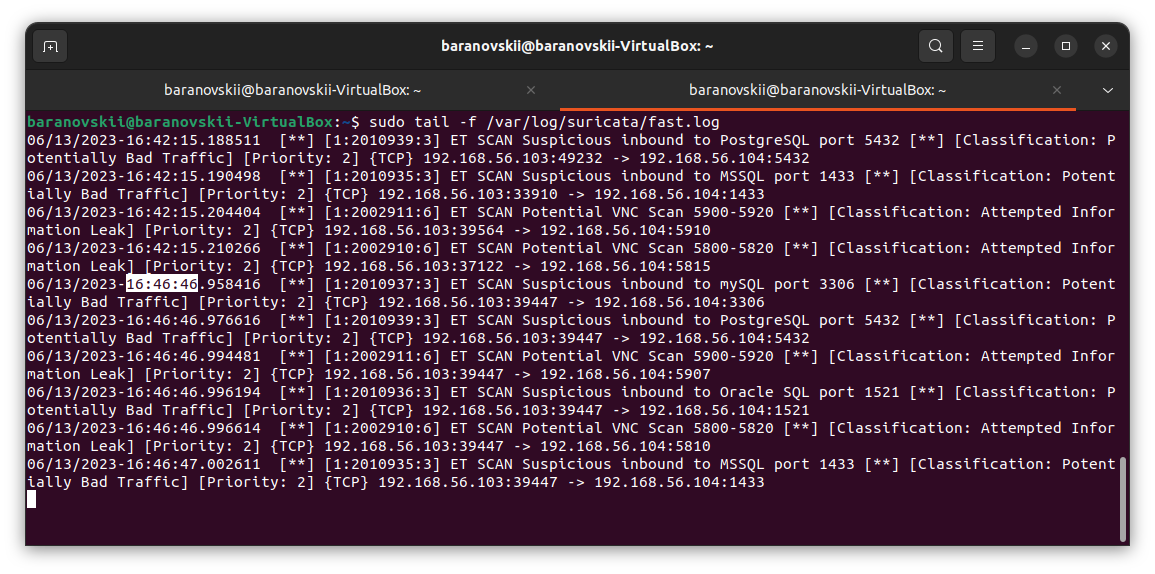 baranovskii@baranovskii-VirtualBox: ~
baranovskii@baranovskii-VirtualBox: ~
baranovskii@baranovskii-VirtualBox: ~
baranovskii@baranovskii-VirtualBox:~$ sudo tail -f /var/log/suricata/fast.log
06/13/2023-16:42:15.188511  [**] [1:2010939:3] ET SCAN Suspicious inbound to PostgreSQL port 5432 [**] [Classification: P
otentially Bad Traffic] [Priority: 2] {TCP} 192.168.56.103:49232 -> 192.168.56.104:5432
06/13/2023-16:42:15.190498  [**] [1:2010935:3] ET SCAN Suspicious inbound to MSSQL port 1433 [**] [Classification: Potent
ially Bad Traffic] [Priority: 2] {TCP} 192.168.56.103:33910 -> 192.168.56.104:1433
06/13/2023-16:42:15.204404  [**] [1:2002911:6] ET SCAN Potential VNC Scan 5900-5920 [**] [Classification: Attempted Infor
mation Leak] [Priority: 2] {TCP} 192.168.56.103:39564 -> 192.168.56.104:5910
06/13/2023-16:42:15.210266  [**] [1:2002910:6] ET SCAN Potential VNC Scan 5800-5820 [**] [Classification: Attempted Infor
mation Leak] [Priority: 2] {TCP} 192.168.56.103:37122 -> 192.168.56.104:5815
06/13/2023-16:46:46.958416  [**] [1:2010937:3] ET SCAN Suspicious inbound to mySQL port 3306 [**] [Classification: Potent
ially Bad Traffic] [Priority: 2] {TCP} 192.168.56.103:39447 -> 192.168.56.104:3306
06/13/2023-16:46:46.976616  [**] [1:2010939:3] ET SCAN Suspicious inbound to PostgreSQL port 5432 [**] [Classification: P
otentially Bad Traffic] [Priority: 2] {TCP} 192.168.56.103:39447 -> 192.168.56.104:5432
06/13/2023-16:46:46.994481  [**] [1:2002911:6] ET SCAN Potential VNC Scan 5900-5920 [**] [Classification: Attempted Infor
mation Leak] [Priority: 2] {TCP} 192.168.56.103:39447 -> 192.168.56.104:5907
06/13/2023-16:46:46.996194  [**] [1:2010936:3] ET SCAN Suspicious inbound to Oracle SQL port 1521 [**] [Classification: P
otentially Bad Traffic] [Priority: 2] {TCP} 192.168.56.103:39447 -> 192.168.56.104:1521
06/13/2023-16:46:46.996614  [**] [1:2002910:6] ET SCAN Potential VNC Scan 5800-5820 [**] [Classification: Attempted Infor
mation Leak] [Priority: 2] {TCP} 192.168.56.103:39447 -> 192.168.56.104:5810
06/13/2023-16:46:47.002611  [**] [1:2010935:3] ET SCAN Suspicious inbound to MSSQL port 1433 [**] [Classification: Potent
ially Bad Traffic] [Priority: 2] {TCP} 192.168.56.103:39447 -> 192.168.56.104:1433